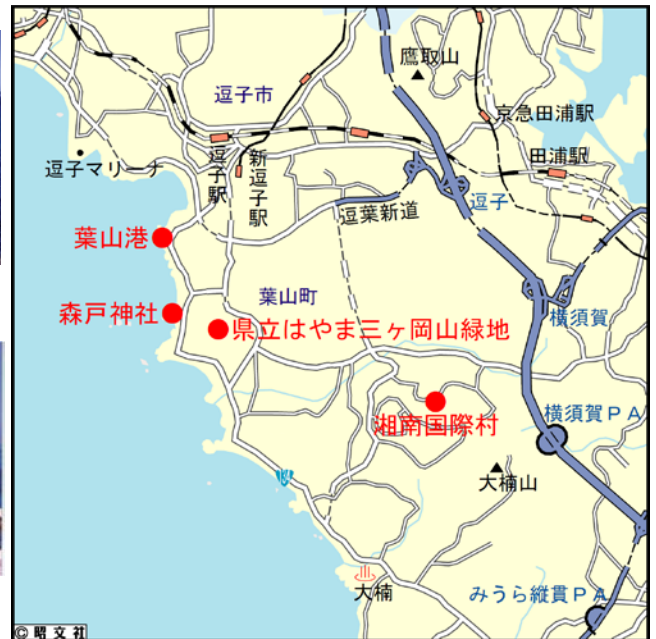 鷹取山
逗子市
京急田浦駅
田浦駅
逗子マリーナ
逗子駅
新逗子駅
逗葉新道
逗子
葉山港
葉山町
森戸神社
県立はやま三ヶ岡山緑地
横須賀
湘南国際村
横須賀PA
大楠山
大楠
みうら縦貫PA
© 昭文社